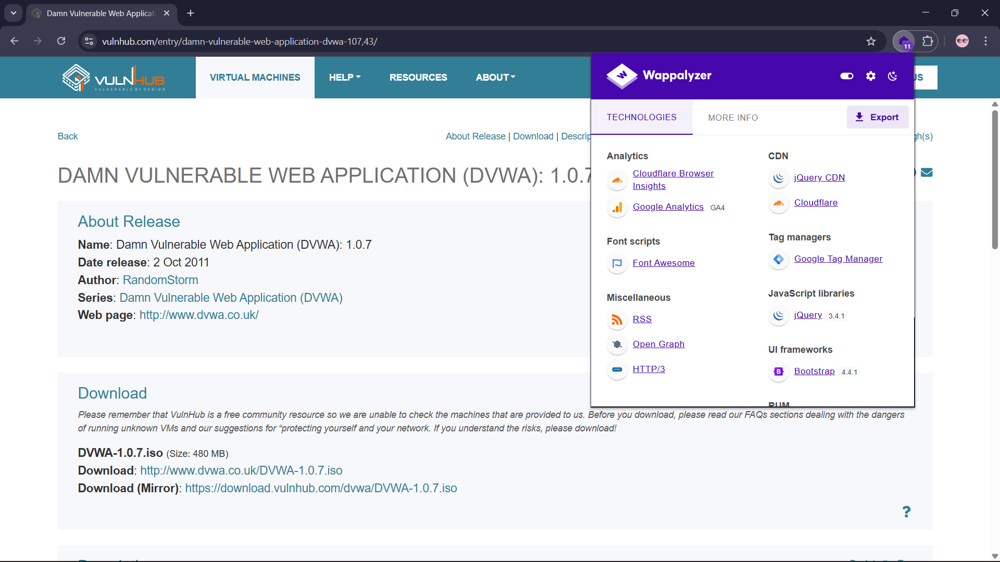 Damn Vulnerable Web Applicat
vulnhub.com/entry/damn-vulnerable-web-application-dvwa-107,43/
11
VULNHUB
VULNERABLE BY DESIGN
VIRTUAL MACHINES
HELP
RESOURCES
ABOUT
US
Back
About Release | Download | Descrip
gh(s)
DAMN VULNERABLE WEB APPLICATION (DVWA): 1.0.7
About Release
Name: Damn Vulnerable Web Application (DVWA): 1.0.7
Date release: 2 Oct 2011
Author: RandomStorm
Series: Damn Vulnerable Web Application (DVWA)
Web page: http://www.dvwa.co.uk/
Download
Please remember that VulnHub is a free community resource so we are unable to check the machines that are provided to us. Before you download, please read our FAQs sections dealing with the dangers
of running unknown VMs and our suggestions for “protecting yourself and your network. If you understand the risks, please download!
DVWA-1.0.7.iso (Size: 480 MB)
Download: http://www.dvwa.co.uk/DVWA-1.0.7.iso
Download (Mirror): https://download.vulnhub.com/dvwa/DVWA-1.0.7.iso
?
Wappalyzer
TECHNOLOGIES
MORE INFO
Export
Analytics
Cloudflare Browser
Insights
Google Analytics GA4
Font scripts
Font Awesome
Miscellaneous
RSS
Open Graph
HTTP/3
CDN
jQuery CDN
Cloudflare
Tag managers
Google Tag Manager
JavaScript libraries
jQuery 3.4.1
UI frameworks
Bootstrap 4.4.1
RUM